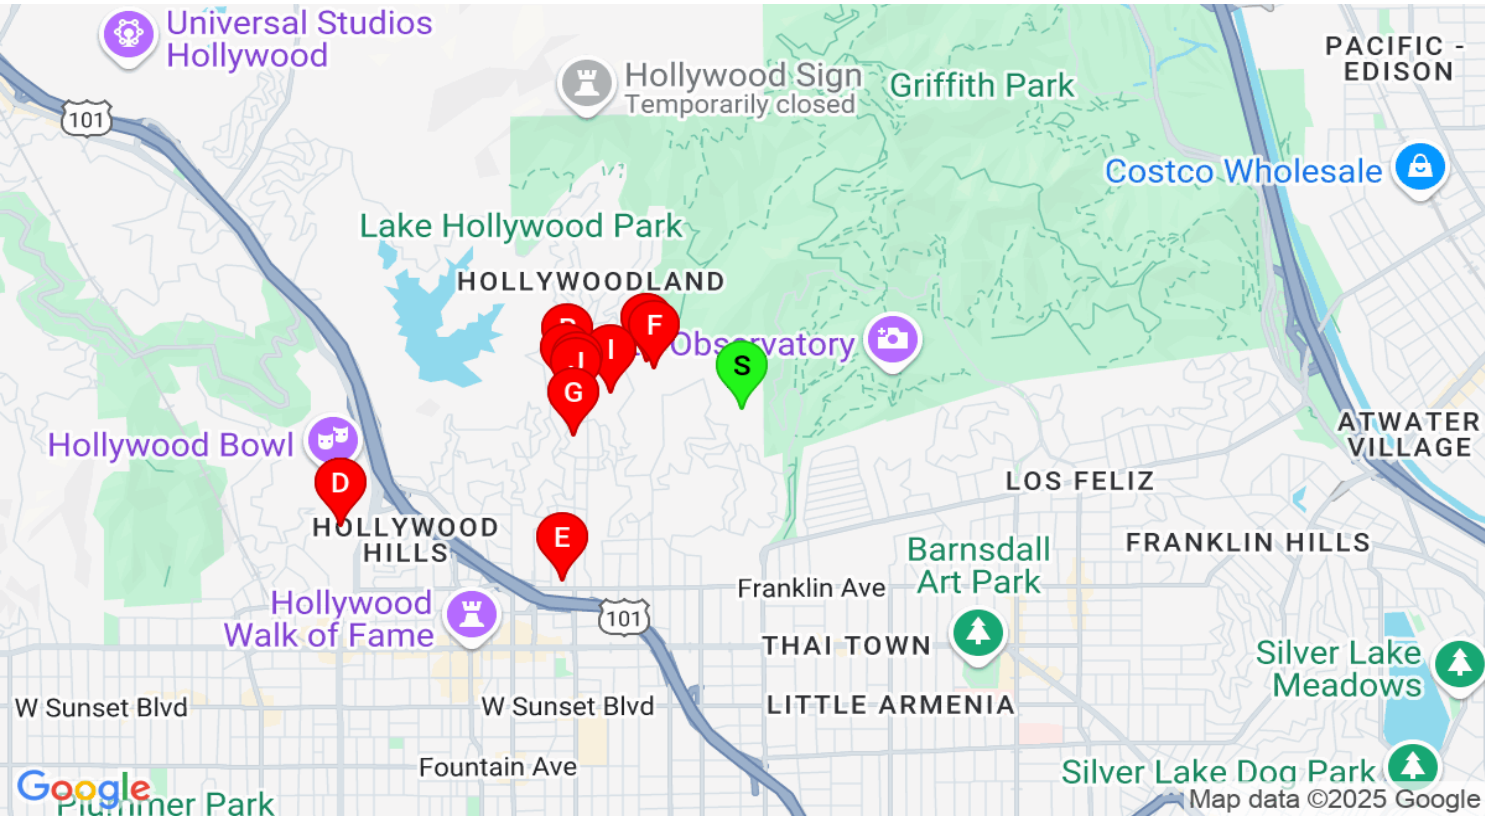 Universal Studios
Hollywood
Hollywood Sign
Temporarily closed
Griffith Park
PACIFIC -
EDISON
101
Costco Wholesale
Lake Hollywood Park
HOLLYWOODLAND
F
I
J
Observatory
S
G
Hollywood Bowl
ATWATER
VILLAGE
D
LOS FELIZ
HOLLYWOOD
HILLS
E
FRANKLIN HILLS
Barnsdall
Art Park
Franklin Ave
Hollywood
Walk of Fame
101
THAI TOWN
Silver Lake
Meadows
W Sunset Blvd
W Sunset Blvd
LITTLE ARMENIA
Fountain Ave
Silver Lake Dog Park
Google
Plummer Park
Map data ©2025 Google